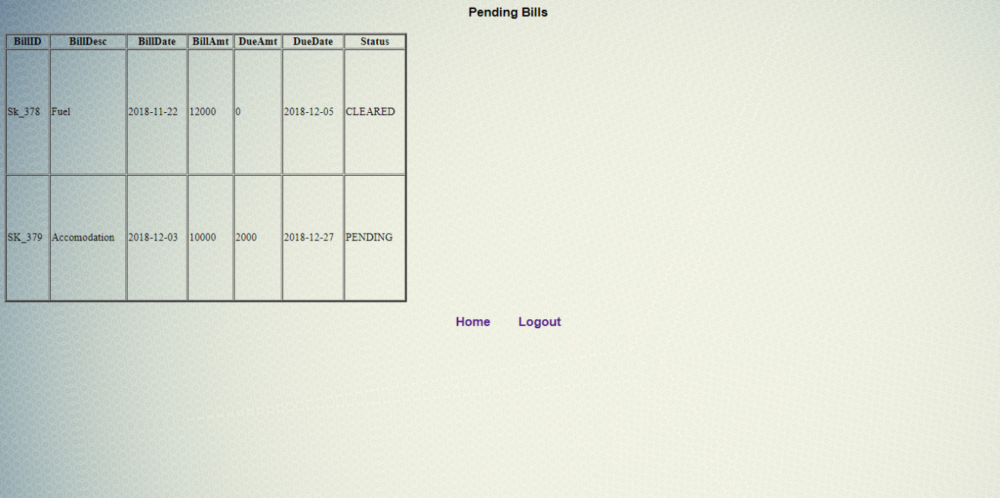 Pending Bills
BillID BillDesc BillDate BillAmt DueAmt DueDate Status
Sk_378 Fuel 2018-11-22 12000 0 2018-12-05 CLEARED
SK_379 Accomodation 2018-12-03 10000 2000 2018-12-27 PENDING
Home Logout